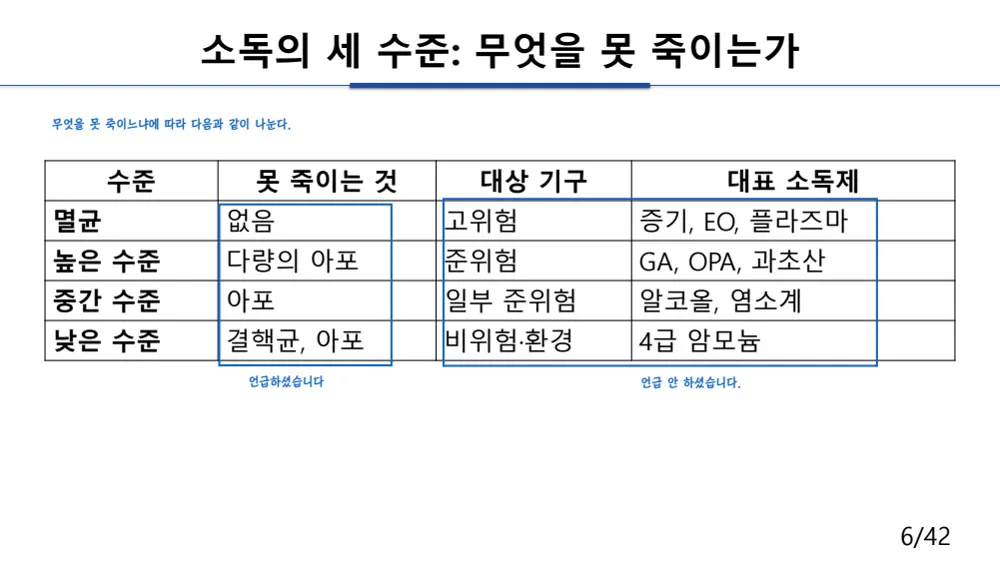 소독의 세 수준: 무엇을 못 죽이는가
무엇을 못 죽이느냐에 따라 다음과 같이 나눈다.
수준 못 죽이는 것 대상 기구 대표 소독제
멸균 없음 고위험 증기, EO, 플라즈마
높은 수준 다량의 아포 준위험 GA, OPA, 과초산
중간 수준 아포 일부 준위험 알코올, 염소계
낮은 수준 결핵균, 아포 비위험·환경 4급 암모늄
언급하셨습니다 언급 안 하셨습니다.
6/42